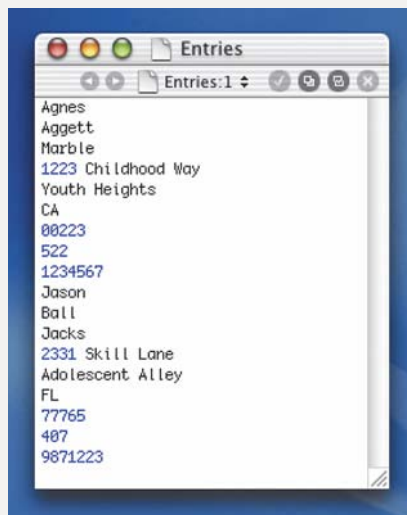 Entries
Entries:1
Agnes
Aggett
Marble
1223 Childhood Way
Youth Heights
CA
00223
522
1234567
Jason
Ball
Jacks
2331 Skill Lane
Adolescent Alley
FL
77765
407
9871223